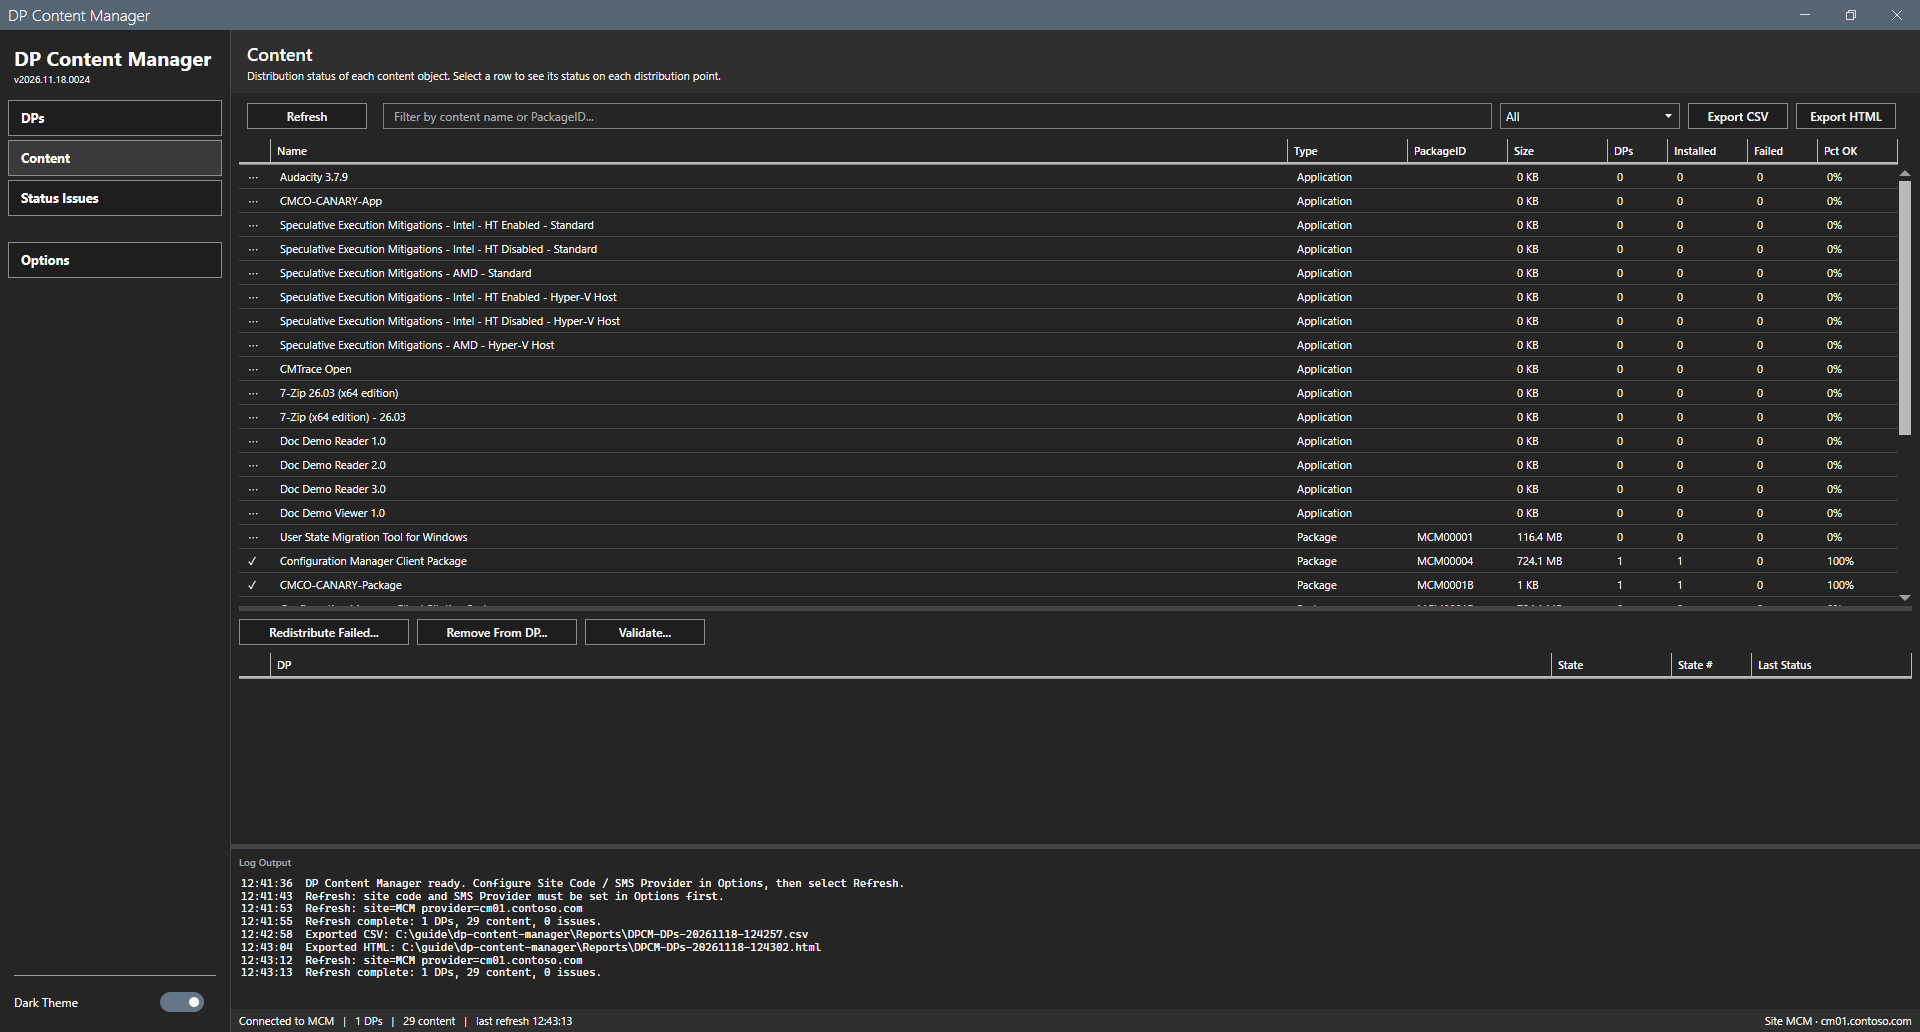 DP Content Manager
DP Content Manager
v2026.11.18.0024
DPs
Content
Status Issues
Options
Dark Theme
Content
Distribution status of each content object. Select a row to see its status on each distribution point.
Refresh
Filter by content name or PackageID...
All
Export CSV
Export HTML
Name Type PackageID Size DPs Installed Failed Pct OK
... Audacity 3.7.9 Application 0 KB 0 0 0 0%
... CMCO-CANARY-App Application 0 KB 0 0 0 0%
... Speculative Execution Mitigations - Intel - HT Enabled - Standard Application 0 KB 0 0 0 0%
... Speculative Execution Mitigations - Intel - HT Disabled - Standard Application 0 KB 0 0 0 0%
... Speculative Execution Mitigations - AMD - Standard Application 0 KB 0 0 0 0%
... Speculative Execution Mitigations - Intel - HT Enabled - Hyper-V Host Application 0 KB 0 0 0 0%
... Speculative Execution Mitigations - Intel - HT Disabled - Hyper-V Host Application 0 KB 0 0 0 0%
... Speculative Execution Mitigations - AMD - Hyper-V Host Application 0 KB 0 0 0 0%
... CMTrace Open Application 0 KB 0 0 0 0%
... 7-Zip 26.03 (x64 edition) Application 0 KB 0 0 0 0%
... 7-Zip (x64 edition) - 26.03 Application 0 KB 0 0 0 0%
... Doc Demo Reader 1.0 Application 0 KB 0 0 0 0%
... Doc Demo Reader 2.0 Application 0 KB 0 0 0 0%
... Doc Demo Reader 3.0 Application 0 KB 0 0 0 0%
... Doc Demo Viewer 1.0 Application 0 KB 0 0 0 0%
... User State Migration Tool for Windows Package MCM00001 116.4 MB 0 0 0 0%
✓ Configuration Manager Client Package Package MCM00004 724.1 MB 1 1 0 100%
✓ CMCO-CANARY-Package Package MCM0001B 1 KB 1 1 0 100%
Redistribute Failed...
Remove From DP...
Validate...
DP State State # Last Status
Log Output
12:41:36 DP Content Manager ready. Configure Site Code / SMS Provider in Options, then select Refresh.
12:41:43 Refresh: site code and SMS Provider must be set in Options first.
12:41:53 Refresh: site=MCM provider=cm01.contoso.com
12:41:55 Refresh complete: 1 DPs, 29 content, 0 issues.
12:42:58 Exported CSV: C:\guide\dp-content-manager\Reports\DPCM-DPs-20261118-124257.csv
12:43:04 Exported HTML: C:\guide\dp-content-manager\Reports\DPCM-DPs-20261118-124302.html
12:43:12 Refresh: site=MCM provider=cm01.contoso.com
12:43:13 Refresh complete: 1 DPs, 29 content, 0 issues.
Connected to MCM | 1 DPs | 29 content | last refresh 12:43:13
Site MCM · cm01.contoso.com